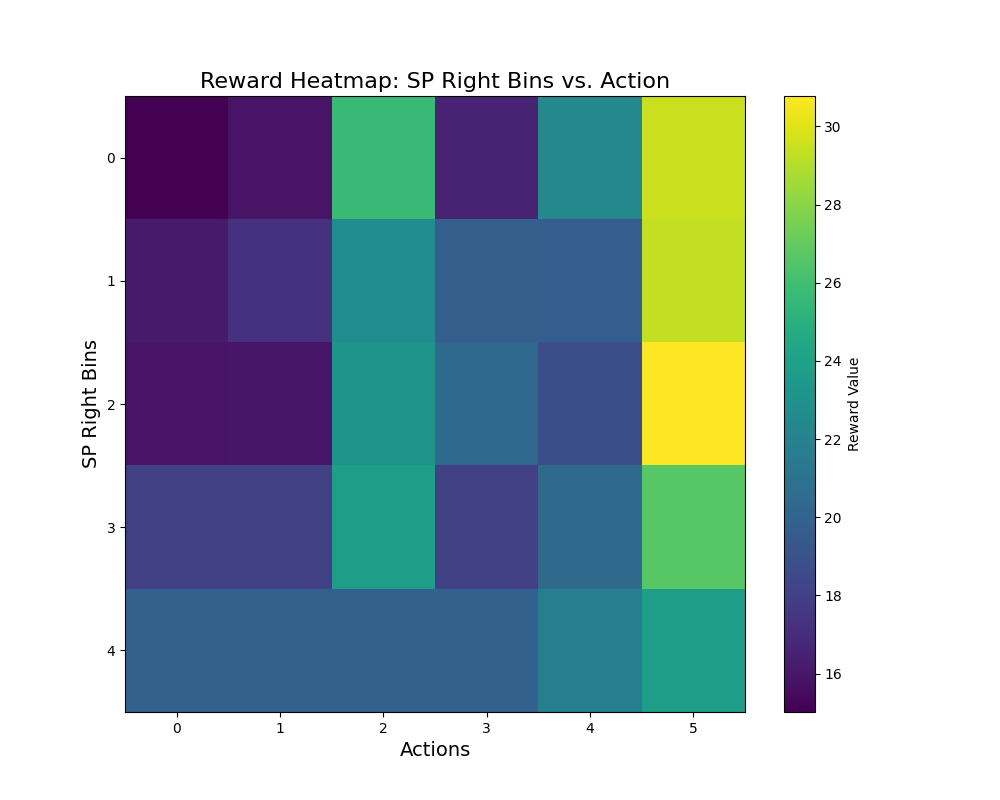 Reward Heatmap: SP Right Bins vs. Action
SP Right Bins
0
1
2
3
4
0 1 2 3 4 5
Actions
30
28
26
24
22
20
18
16
Reward Value